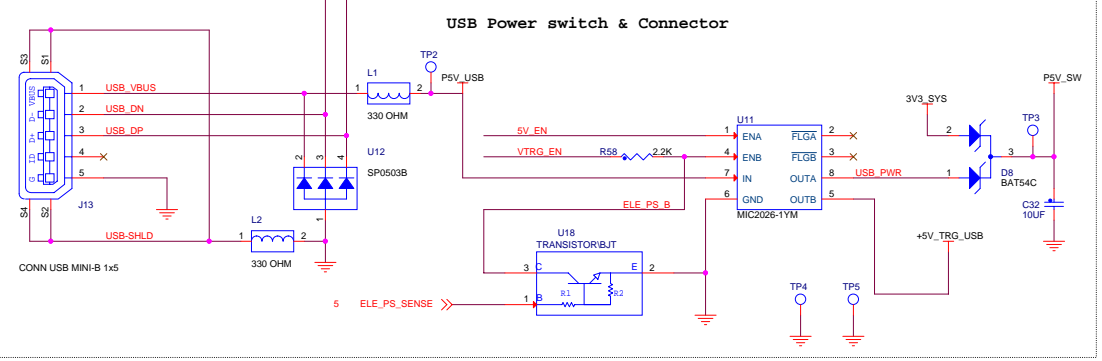 USB Power switch & Connector
S3
S1
VBUS
D-
D+
ID
G
1
USB_VBUS
2
USB_DN
3
USB_DP
4
5
S4
S2
J13
USB-SHLD
CONN USB MINI-B 1x5
L1
1
2
330 OHM
TP2
P5V_USB
2
3
4
U12
SP0503B
1
L2
1
2
330 OHM
5V_EN
VTRG_EN
R58
2.2K
ELE_PS_B
U11
1
ENA
FLGA
2
4
ENB
FLGB
3
7
IN
OUTA
8
USB_PWR
6
GND
OUTB
5
MIC2026-1YM
U18
TRANSISTOR\BJT
3
C
E
2
R1
R2
1
B
5
ELE_PS_SENSE
3V3_SYS
2
1
3
D8
BAT54C
TP3
P5V_SW
C32
10UF
+5V_TRG_USB
TP4
TP5